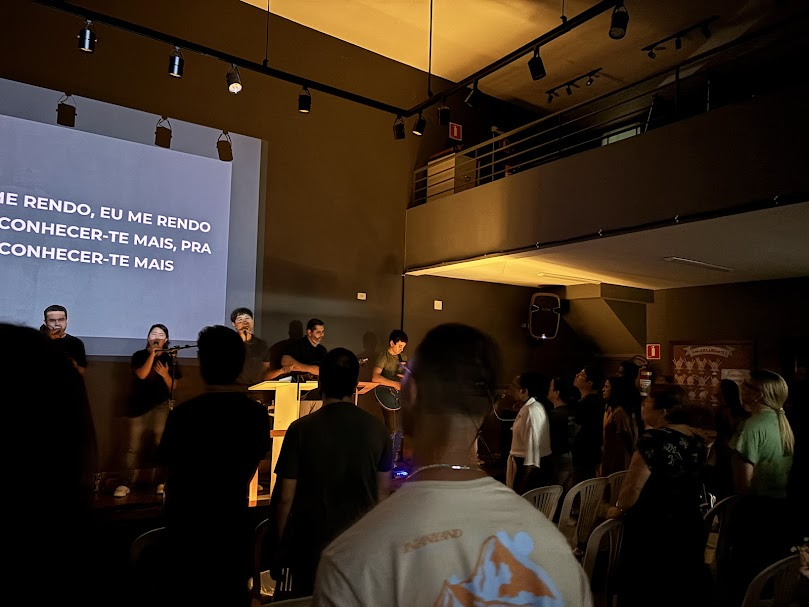 ME RENDO, EU ME RENDO
CONHECER-TE MAIS, PRA
CONHECER-TE MAIS